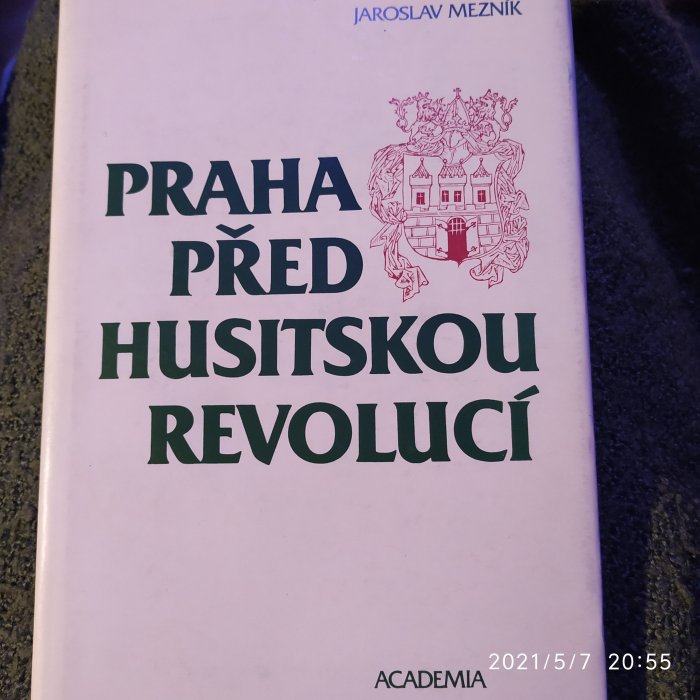 JAROSLAV MEZNÍK
PRAHA
PŘED
HUSITSKOU
REVOLUCÍ
ACADEMIA
2021/5/7 20:55